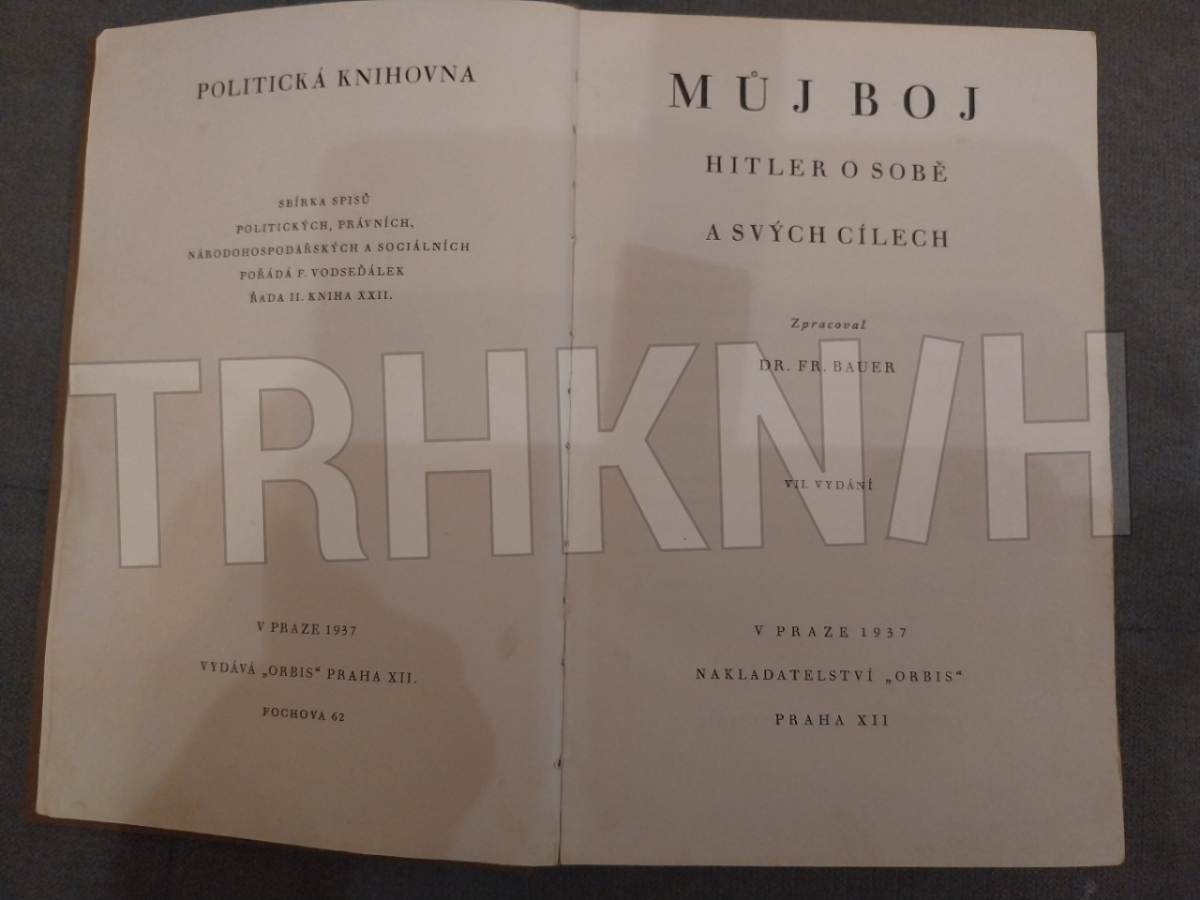 POLITICKÁ KNIHOVNA
SBÍRKA SPISŮ
POLITICKÝCH, PRÁVNÍCH,
NÁRODOHOSPODÁŘSKÝCH A SOCIÁLNÍCH
POŘÁDÁ F. VODSEĎÁLEK
ŘADA II. KNIHA XXII.
V PRAZE 1937
VYDÁVÁ „ORBIS“ PRAHA XII.
FOCHOVA 62
MŮJ BOJ
HITLER O SOBĚ
A SVÝCH CÍLECH
Zpracoval
DR. FR. BAUER
VII. VYDÁNÍ
V PRAZE 1937
NAKLADATELSTVÍ „ORBIS“
PRAHA XII
TRHKN/H